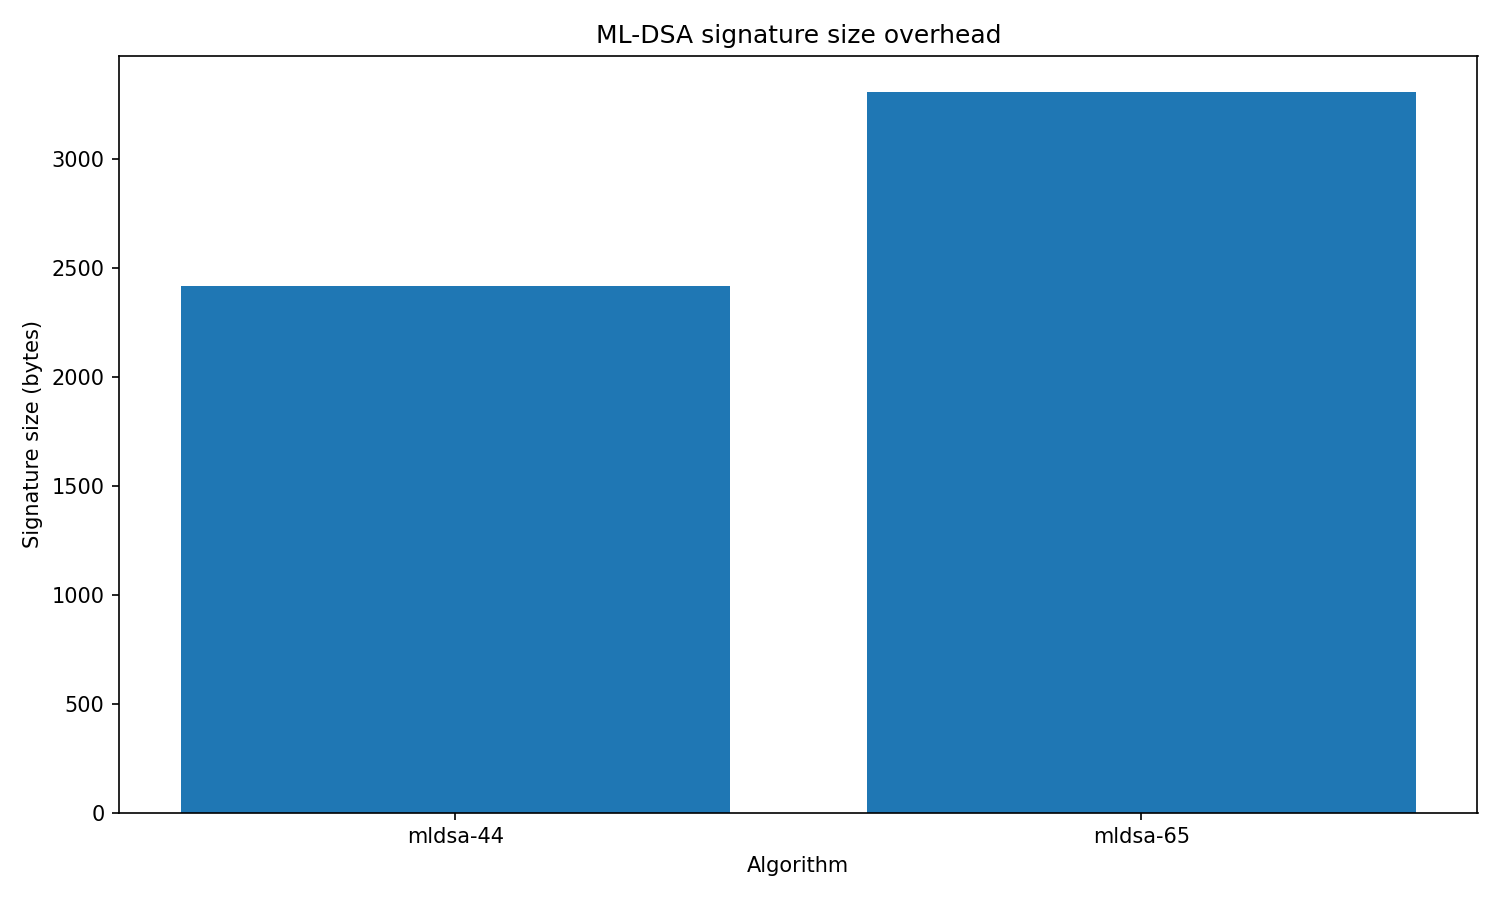 ML-DSA signature size overhead
Signature size (bytes)
3000
2500
2000
1500
1000
500
0
mldsa-44
mldsa-65
Algorithm